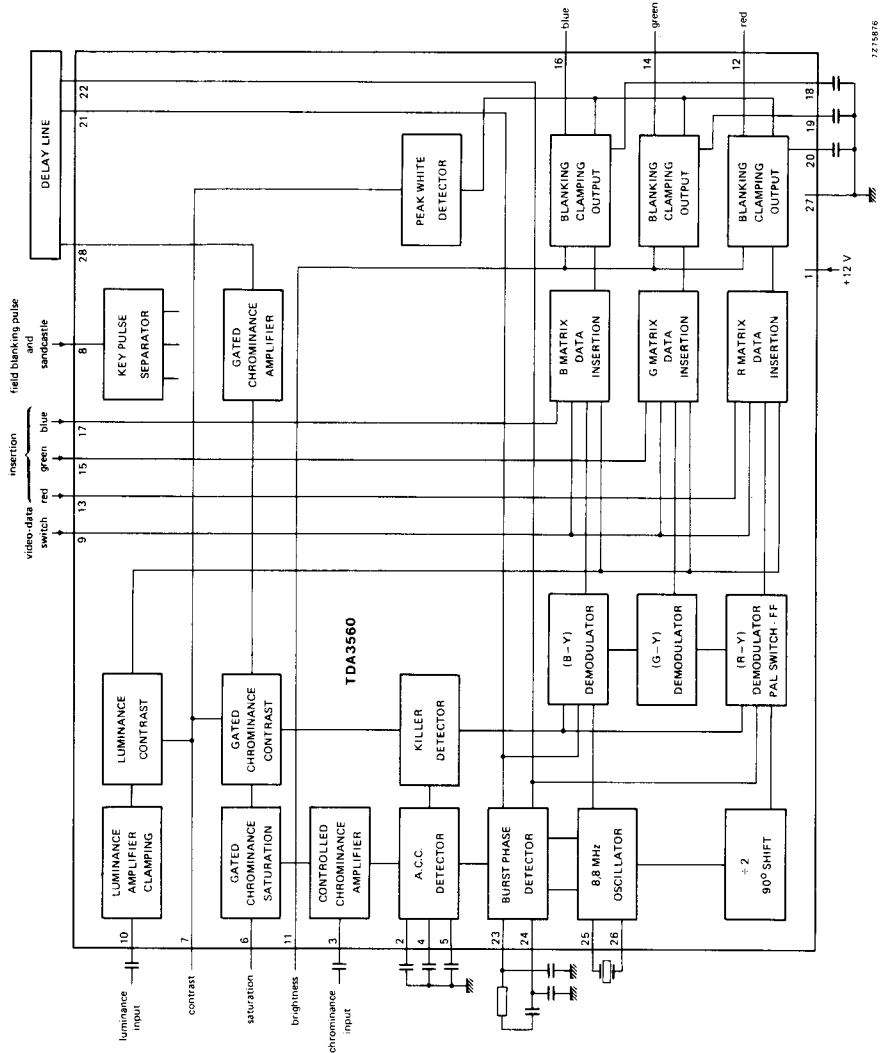 DELAY LINE
field blanking pulse
and
sandcastle
insertion
video-data
switch
red
green
blue
9
13
15
17
8
28
21
22
KEY PULSE
SEPARATOR
GATED
CHROMINANCE
AMPLIFIER
PEAK WHITE
DETECTOR
LUMINANCE
CONTRAST
GATED
CHROMINANCE
CONTRAST
KILLER
DETECTOR
TDA3560
LUMINANCE
AMPLIFIER
CLAMPING
GATED
CHROMINANCE
SATURATION
CONTROLLED
CHROMINANCE
AMPLIFIER
A.C.C.
DETECTOR
BURST PHASE
DETECTOR
8,8 MHz
OSCILLATOR
÷ 2
90° SHIFT
(B–Y)
DEMODULATOR
(G–Y)
DEMODULATOR
(R–Y)
DEMODULATOR
PAL SWITCH - FF
B MATRIX
DATA
INSERTION
G MATRIX
DATA
INSERTION
R MATRIX
DATA
INSERTION
BLANKING
CLAMPING
OUTPUT
BLANKING
CLAMPING
OUTPUT
BLANKING
CLAMPING
OUTPUT
16
blue
14
green
12
red
18
19
20
27
1
+12 V
10
luminance
input
7
contrast
6
saturation
11
brightness
3
chrominance
input
2
4
5
23
24
25
26
7Z75876